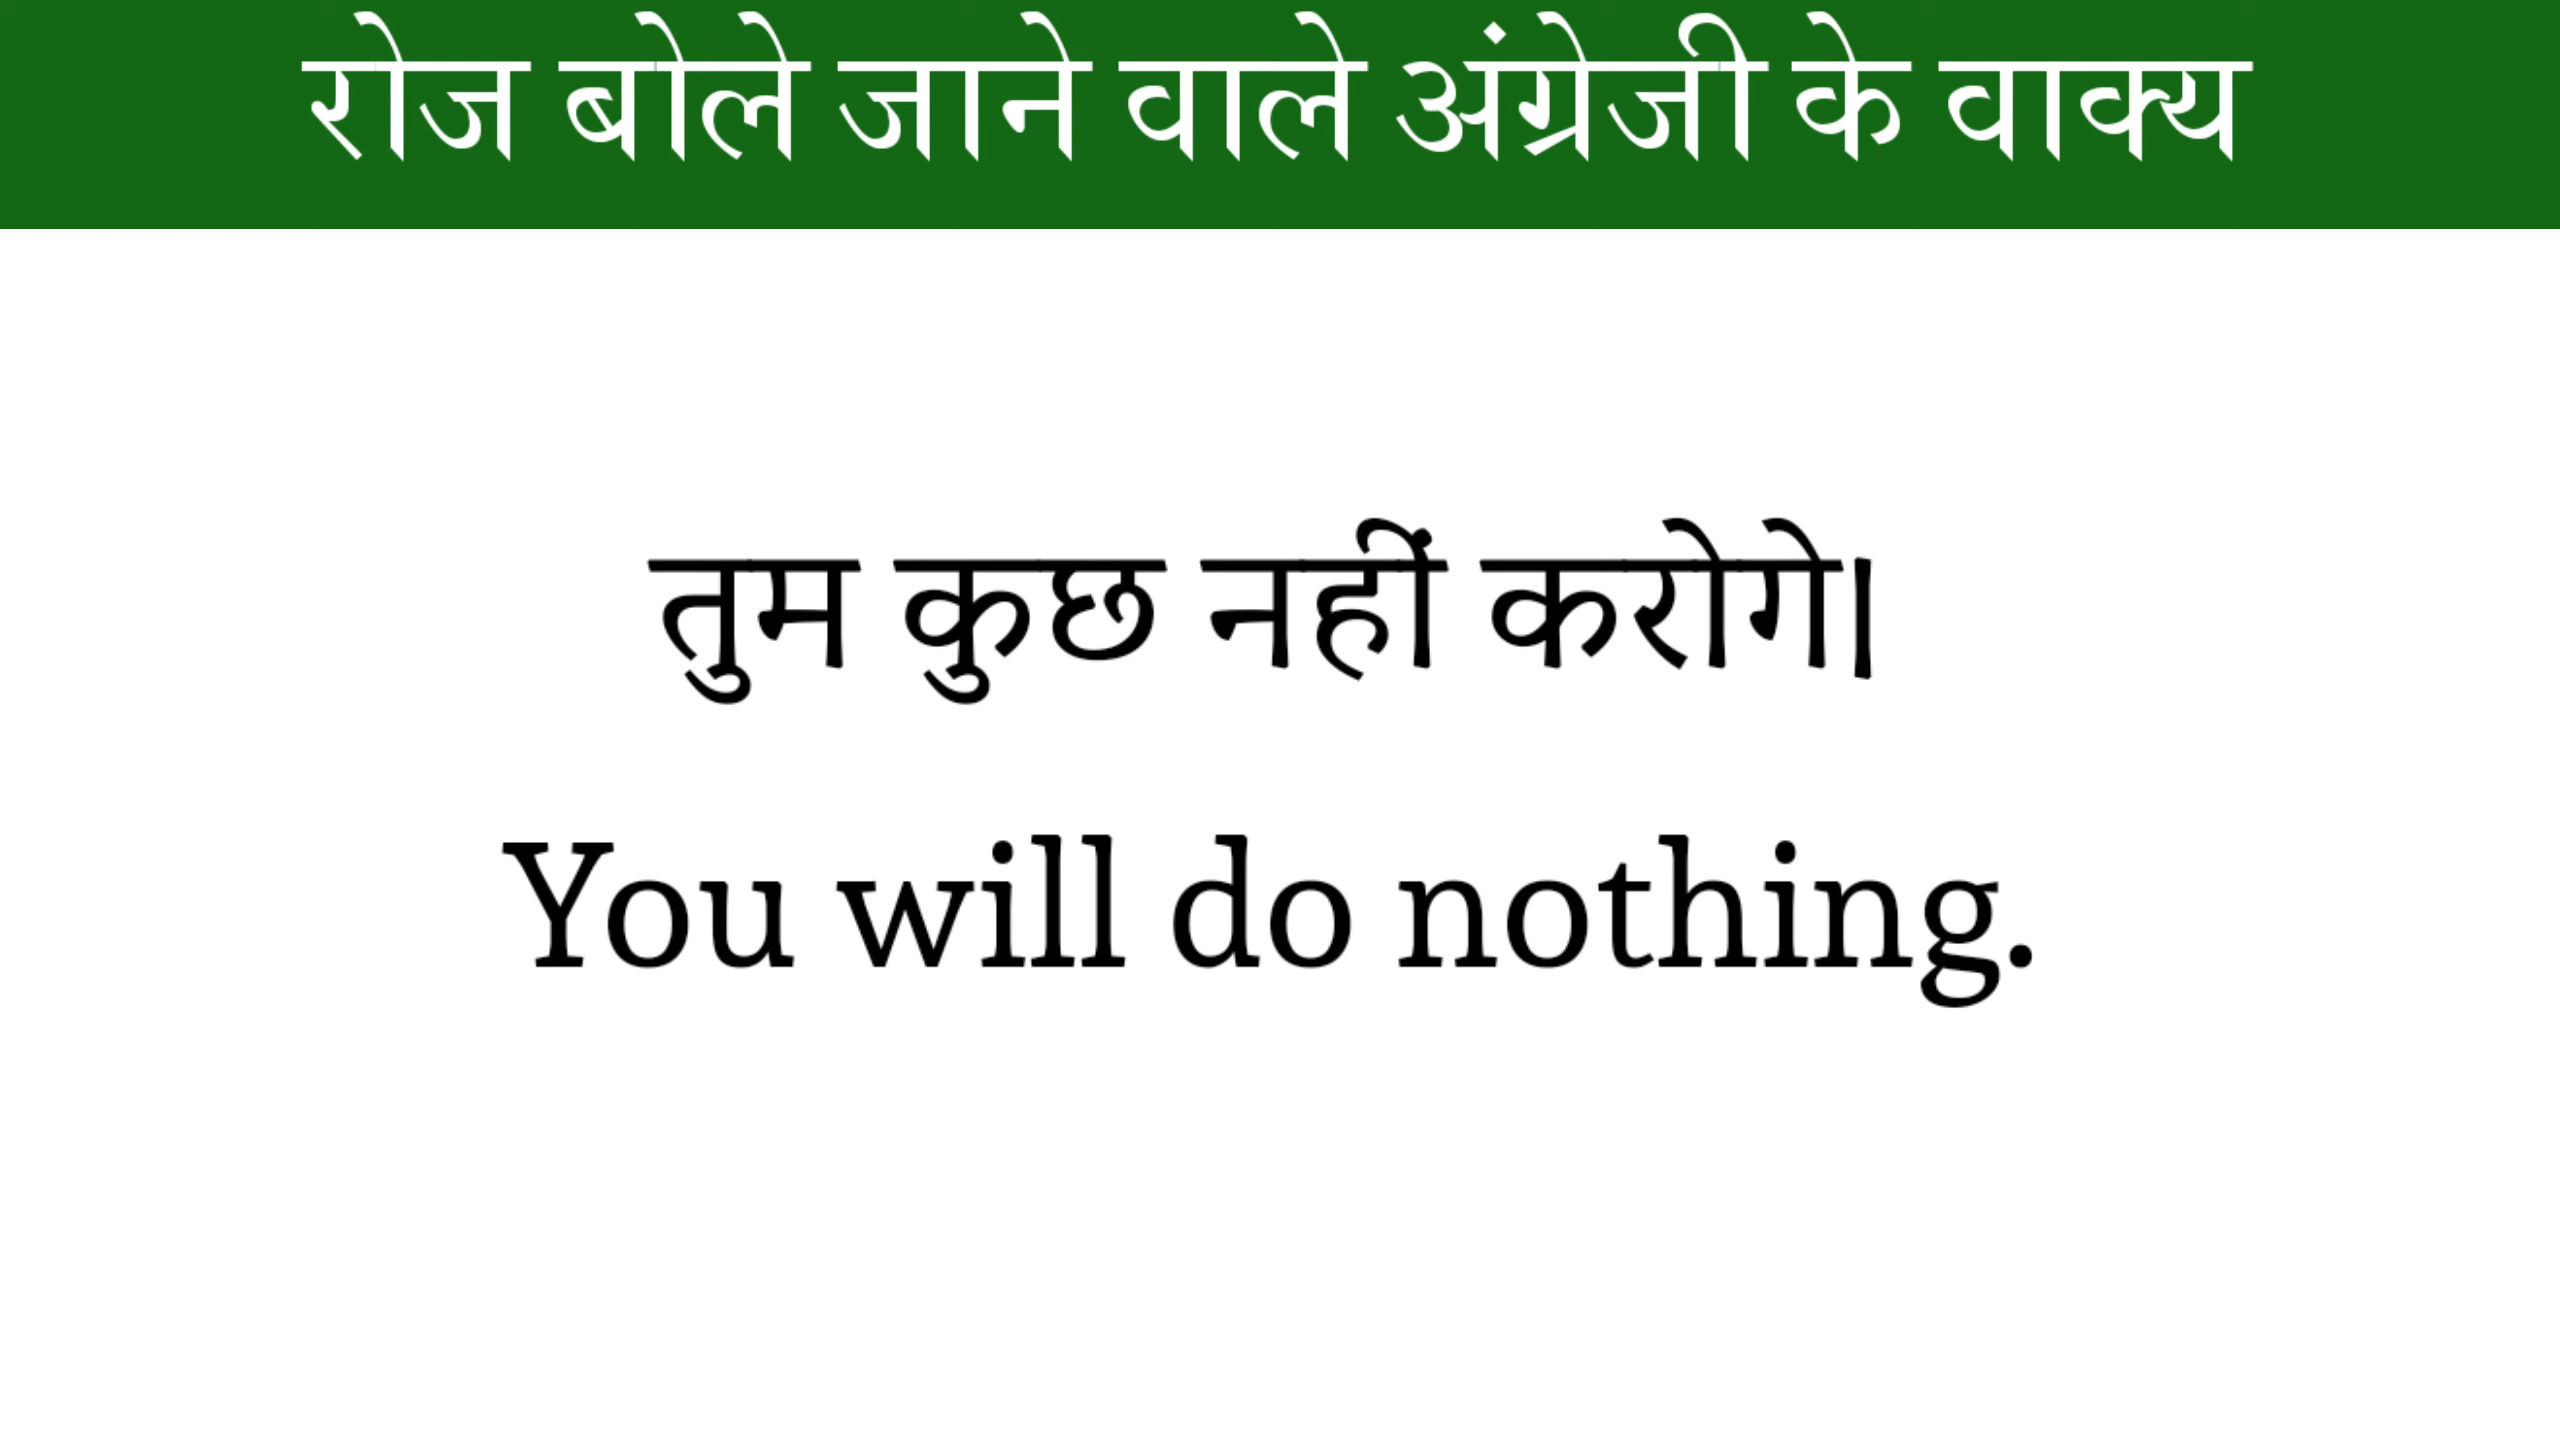 रोज बोले जाने वाले अंग्रेजी के वाक्य
तुम कुछ नहीं करोगे।
You will do nothing.